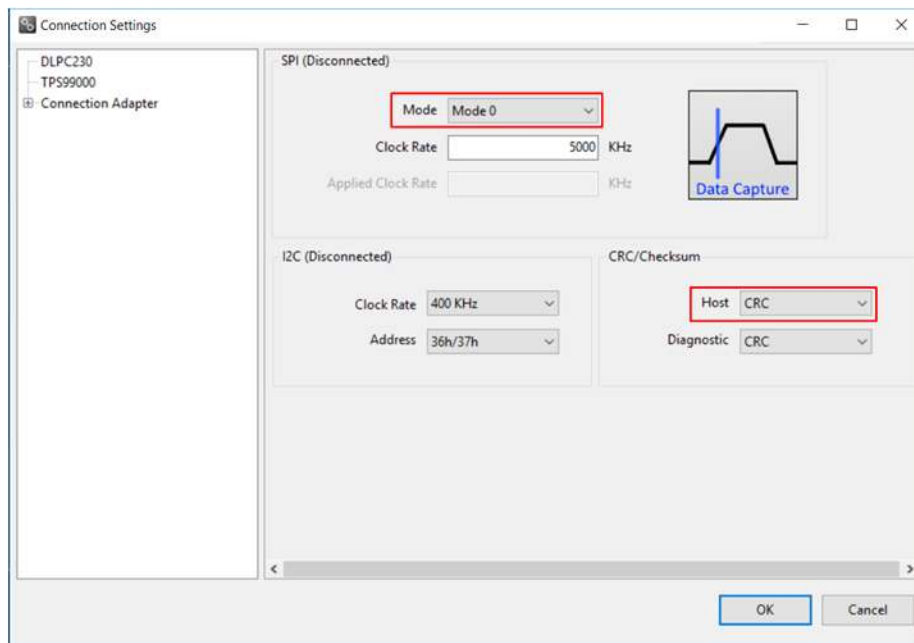 Connection Settings
DLPC230
TPS99000
Connection Adapter
SPI (Disconnected)
Mode Mode 0
Clock Rate 5000 KHz
Applied Clock Rate KHz
Data Capture
I2C (Disconnected)
Clock Rate 400 KHz
Address 36h/37h
CRC/Checksum
Host CRC
Diagnostic CRC
OK Cancel